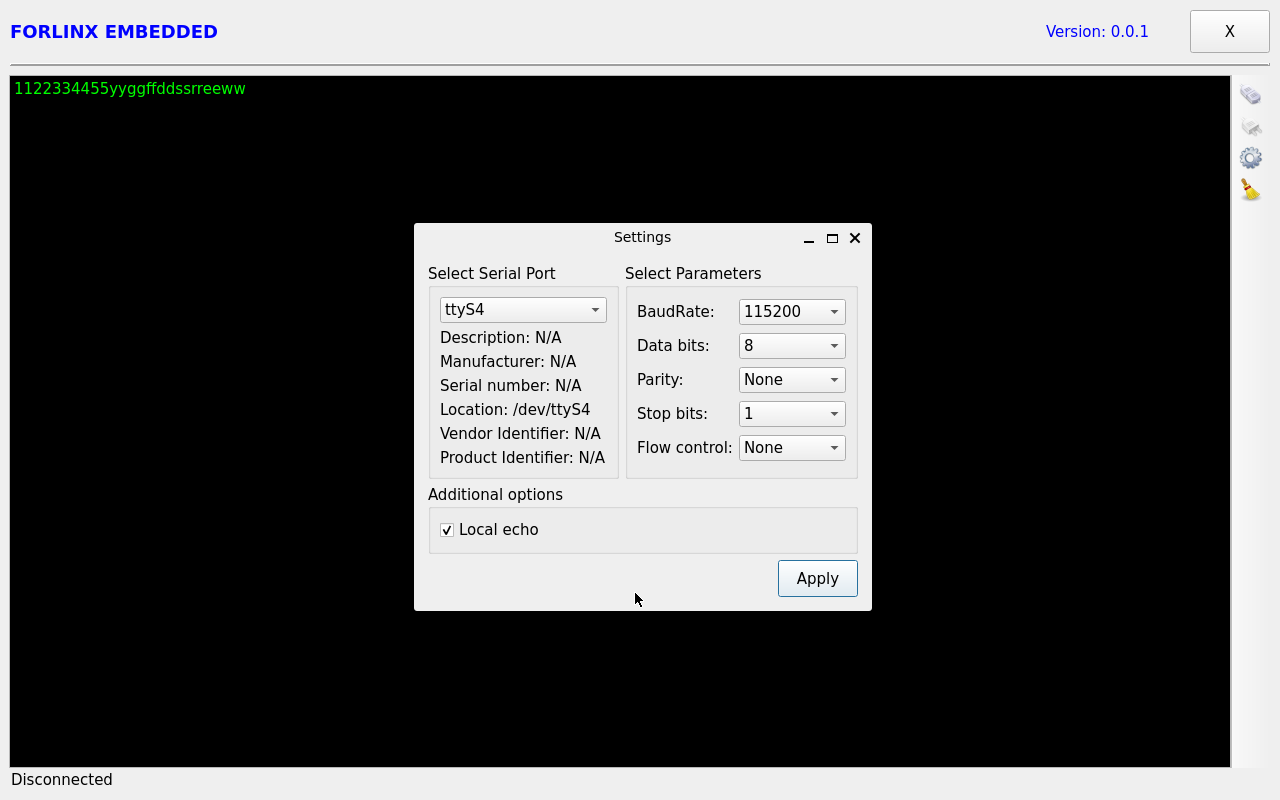 FORLINX EMBEDDED
Version: 0.0.1
X
1122334455yyggffddssrreeww
Settings
Select Serial Port
Select Parameters
ttyS4
Description: N/A
Manufacturer: N/A
Serial number: N/A
Location: /dev/ttyS4
Vendor Identifier: N/A
Product Identifier: N/A
BaudRate: 115200
Data bits: 8
Parity: None
Stop bits: 1
Flow control: None
Additional options
Local echo
Apply
Disconnected